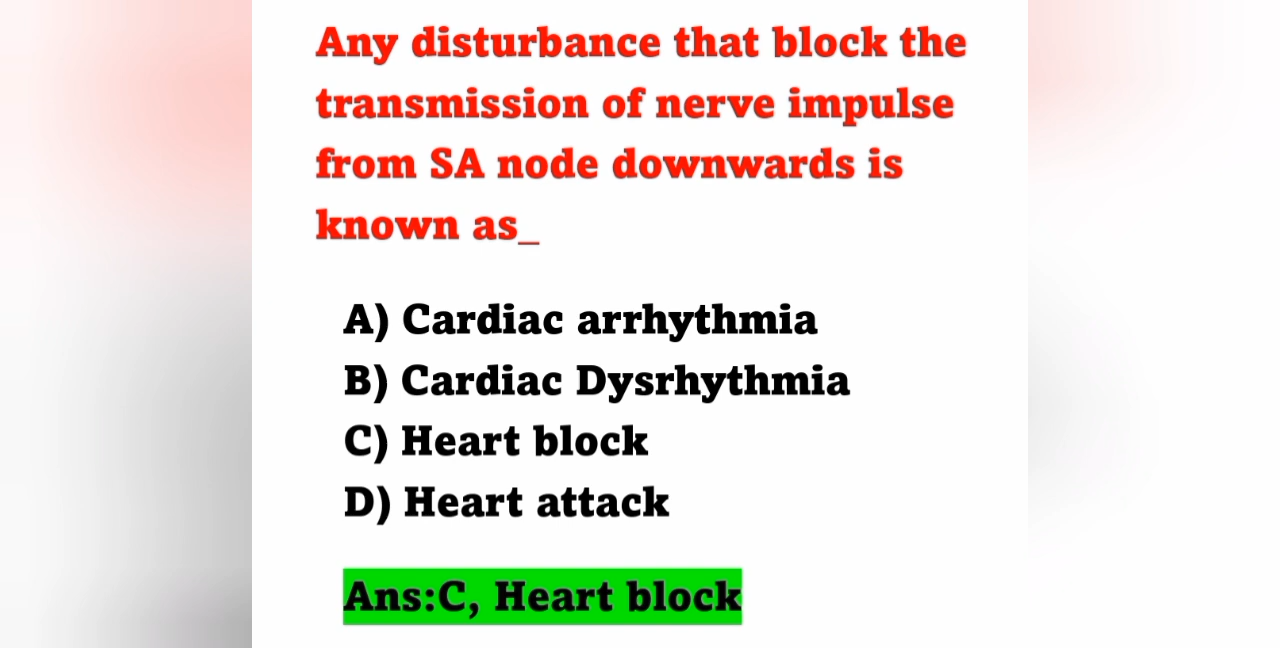 Any disturbance that block the
transmission of nerve impulse
from SA node downwards is
known as_
A) Cardiac arrhythmia
B) Cardiac Dysrhythmia
C) Heart block
D) Heart attack
Ans:C, Heart block